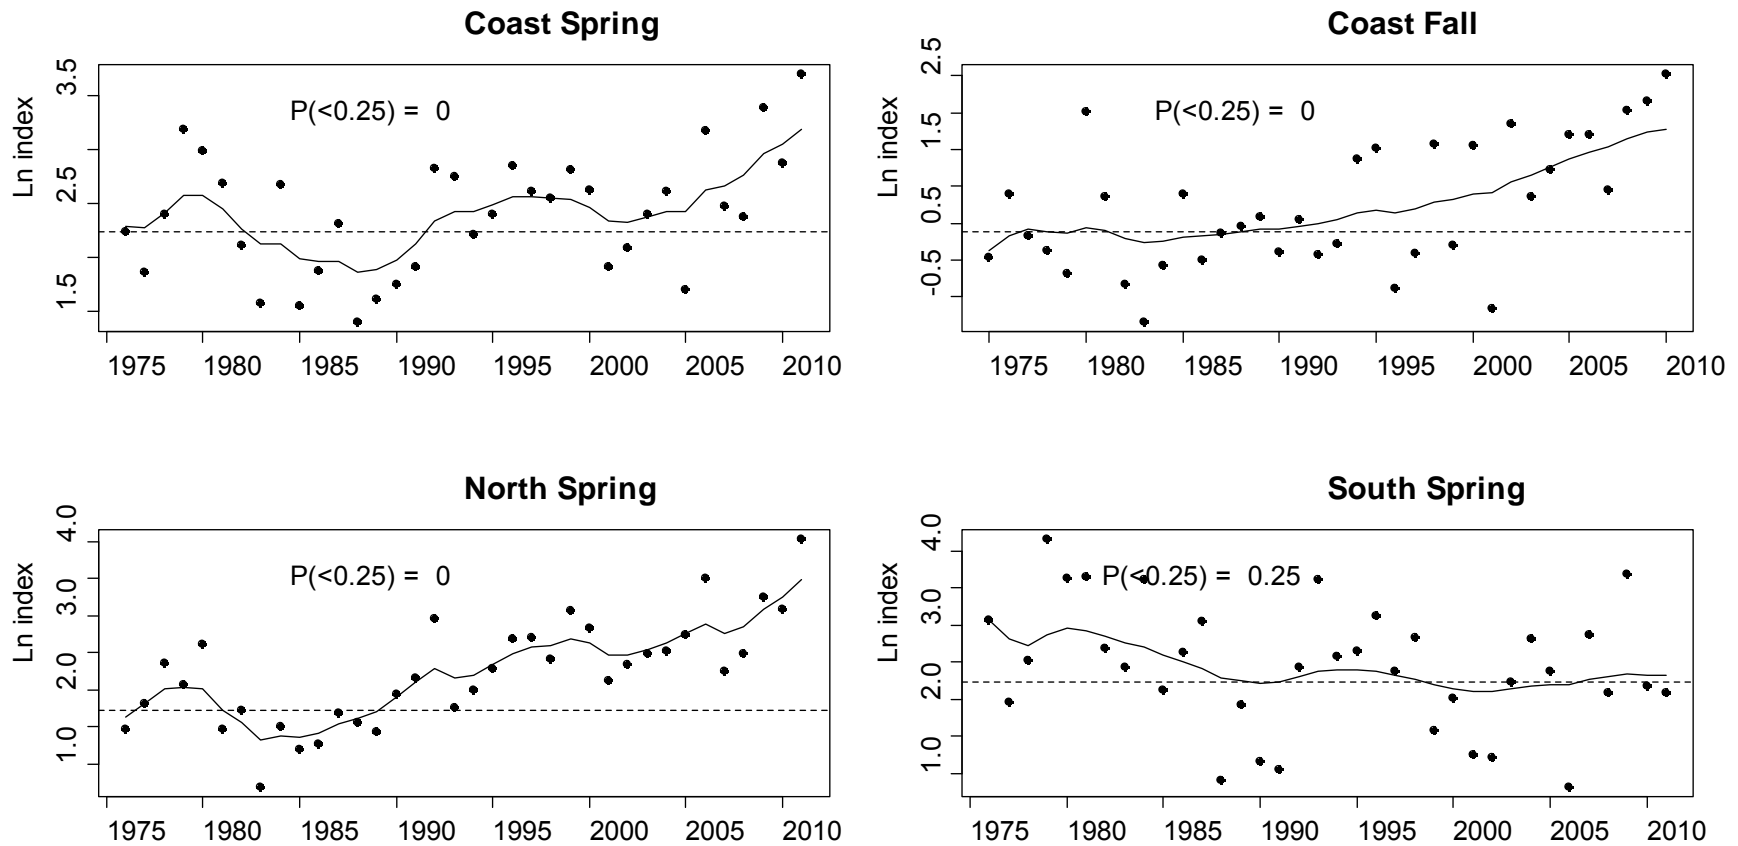 Coast Spring
Ln index
3.5
2.5
1.5
P(<0.25) = 0
1975 1980 1985 1990 1995 2000 2005 2010
Coast Fall
Ln index
2.5
1.5
0.5
-0.5
P(<0.25) = 0
1975 1980 1985 1990 1995 2000 2005 2010
North Spring
Ln index
4.0
3.0
2.0
1.0
P(<0.25) = 0
1975 1980 1985 1990 1995 2000 2005 2010
South Spring
Ln index
4.0
3.0
2.0
1.0
P(<0.25) = 0.25
1975 1980 1985 1990 1995 2000 2005 2010